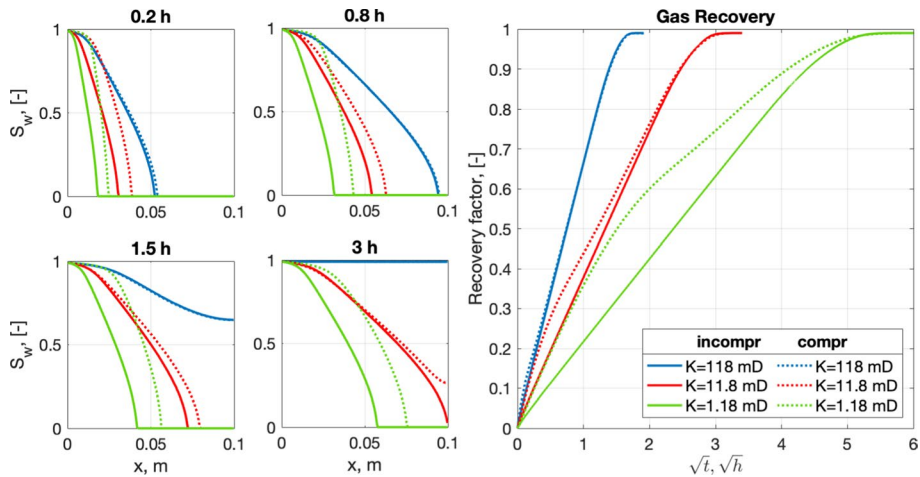 0.2 h
1
0.5
0
S_w, [-]
0 0.05 0.1
0.8 h
1
0.5
0
0 0.05 0.1
1.5 h
1
0.5
0
S_w, [-]
0 0.05 0.1
x, m
3 h
1
0.5
0
0 0.05 0.1
x, m
Gas Recovery
1
0.9
0.8
0.7
0.6
0.5
0.4
0.3
0.2
0.1
0
Recovery factor, [-]
0 1 2 3 4 5 6
√t, √h
incompr compr
K=118 mD K=118 mD
K=11.8 mD K=11.8 mD
K=1.18 mD K=1.18 mD